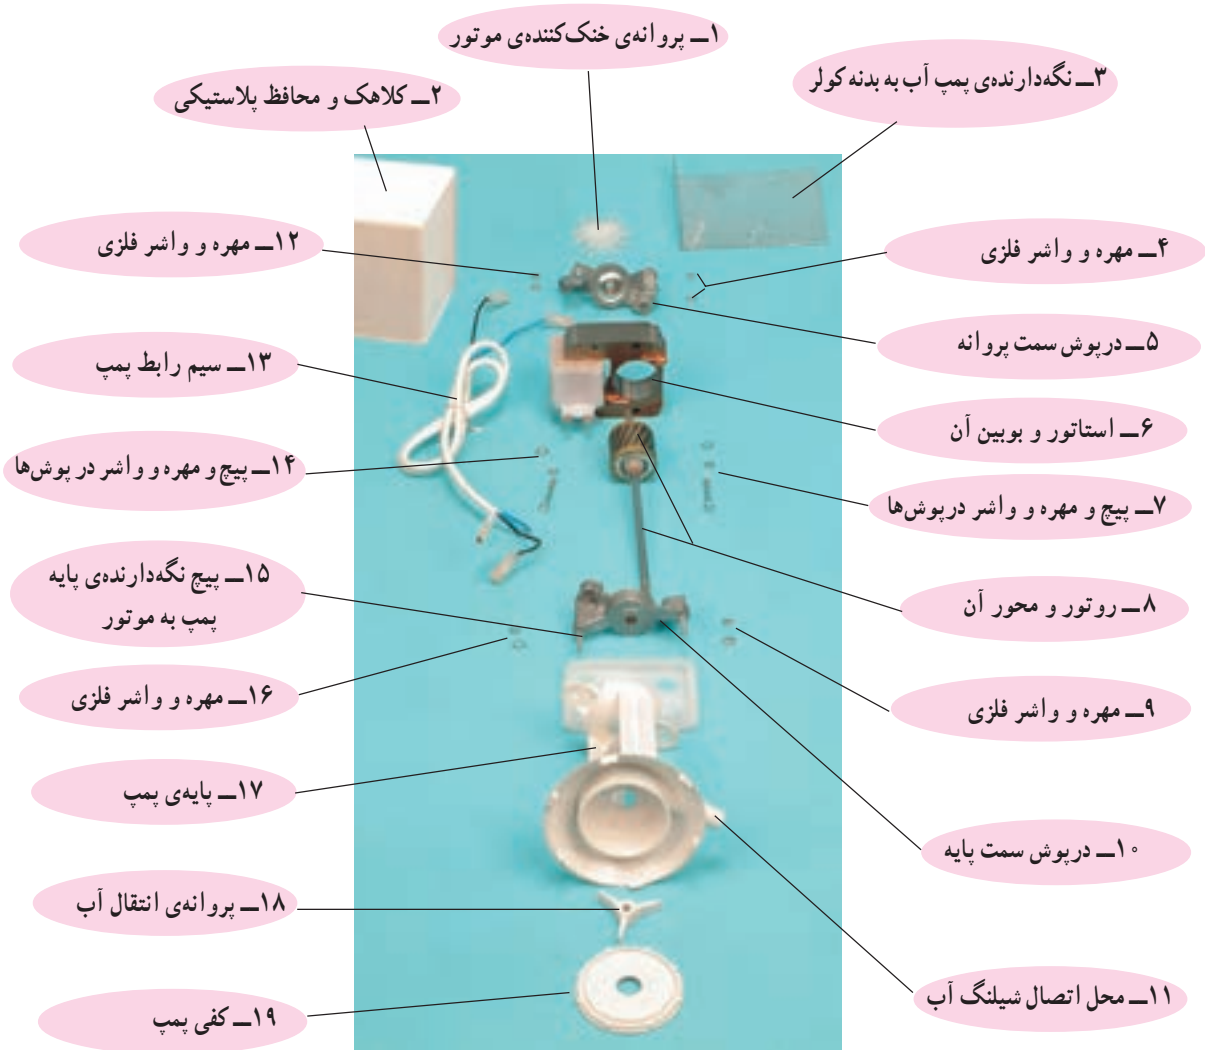 ۱ــ پروانه‌ی خنک‌کننده‌ی موتور
۲ــ کلاهک و محافظ پلاستیکی
۳ــ نگه‌دارنده‌ی پمپ آب به بدنه کولر
۴ــ مهره و واشر فلزی
۵ــ درپوش سمت پروانه
۶ــ استاتور و بوبین آن
۷ــ پیچ و مهره و واشر درپوش‌ها
۸ــ روتور و محور آن
۹ــ مهره و واشر فلزی
۱۰ــ درپوش سمت پایه
۱۱ــ محل اتصال شیلنگ آب
۱۲ــ مهره و واشر فلزی
۱۳ــ سیم رابط پمپ
۱۴ــ پیچ و مهره و واشر درپوش‌ها
۱۵ــ پیچ نگه‌دارنده‌ی پایه
پمپ به موتور
۱۶ــ مهره و واشر فلزی
۱۷ــ پایه‌ی پمپ
۱۸ــ پروانه‌ی انتقال آب
۱۹ــ کفی پمپ